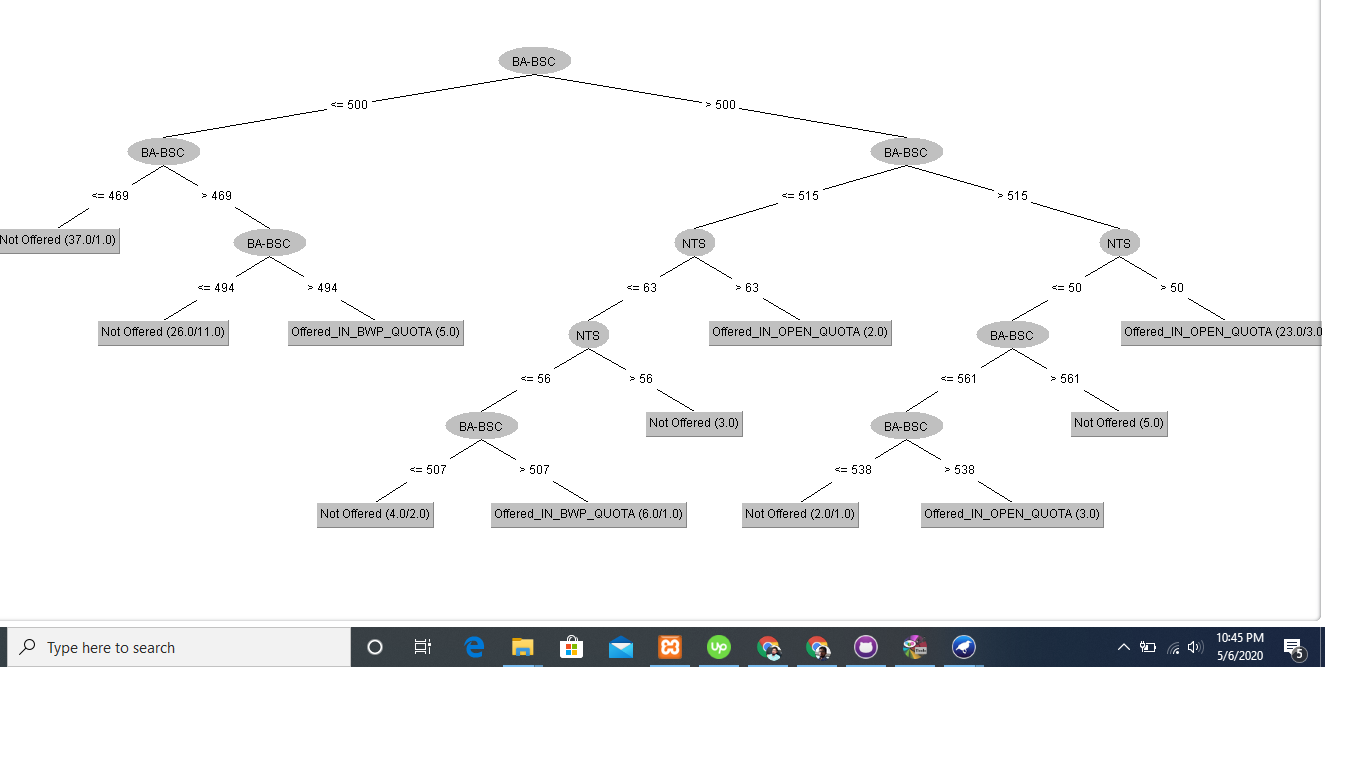 BA-BSC
<= 500
> 500
BA-BSC
BA-BSC
<= 469
> 469
<= 515
> 515
Not Offered (37.0/1.0)
BA-BSC
NTS
NTS
<= 494
> 494
<= 63
> 63
<= 50
> 50
Not Offered (26.0/11.0)
Offered_IN_BWP_QUOTA (5.0)
NTS
Offered_IN_OPEN_QUOTA (2.0)
BA-BSC
Offered_IN_OPEN_QUOTA (23.0/3.0
<= 56
> 56
<= 561
> 561
BA-BSC
Not Offered (3.0)
BA-BSC
Not Offered (5.0)
<= 507
> 507
<= 538
> 538
Not Offered (4.0/2.0)
Offered_IN_BWP_QUOTA (6.0/1.0)
Not Offered (2.0/1.0)
Offered_IN_OPEN_QUOTA (3.0)
Type here to search
Up
10:45 PM
5/6/2020
5